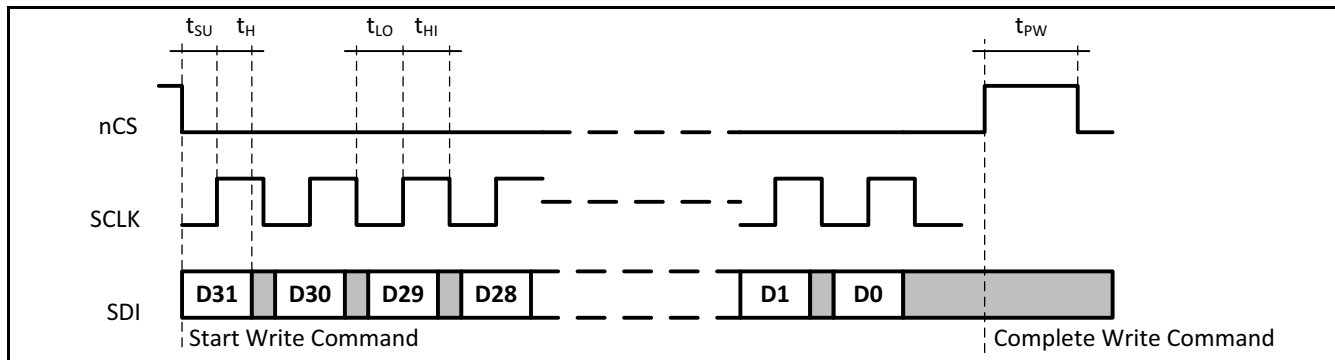 tSU tH tLO tHI tPW
nCS
SCLK
SDI D31 D30 D29 D28 D1 D0
Start Write Command Complete Write Command